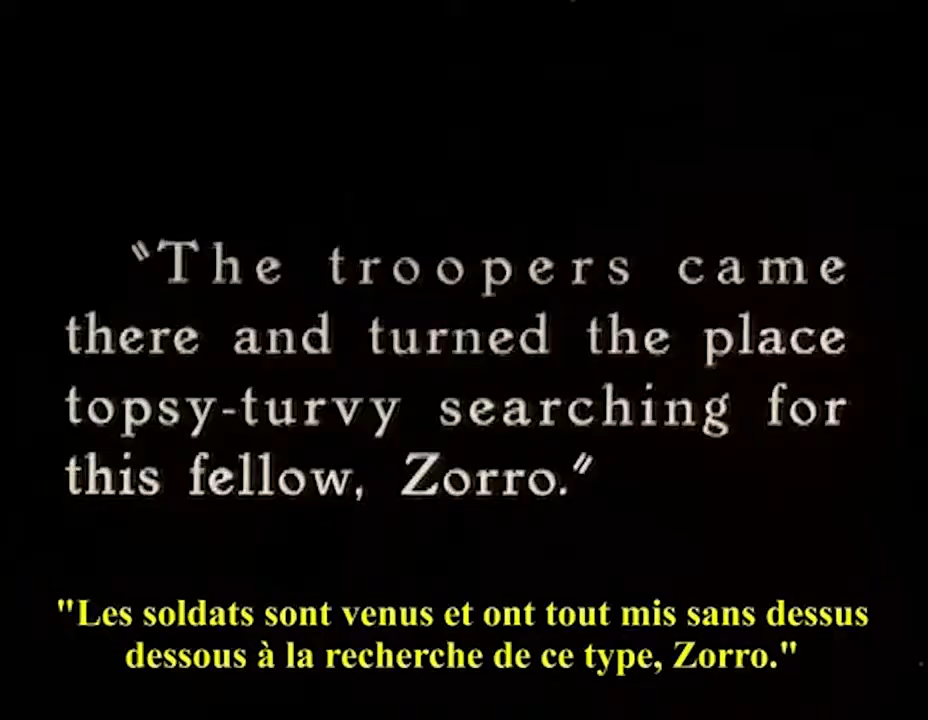 "The troopers came
there and turned the place
topsy-turvy searching for
this fellow, Zorro."
"Les soldats sont venus et ont tout mis sans dessus
dessous à la recherche de ce type, Zorro."